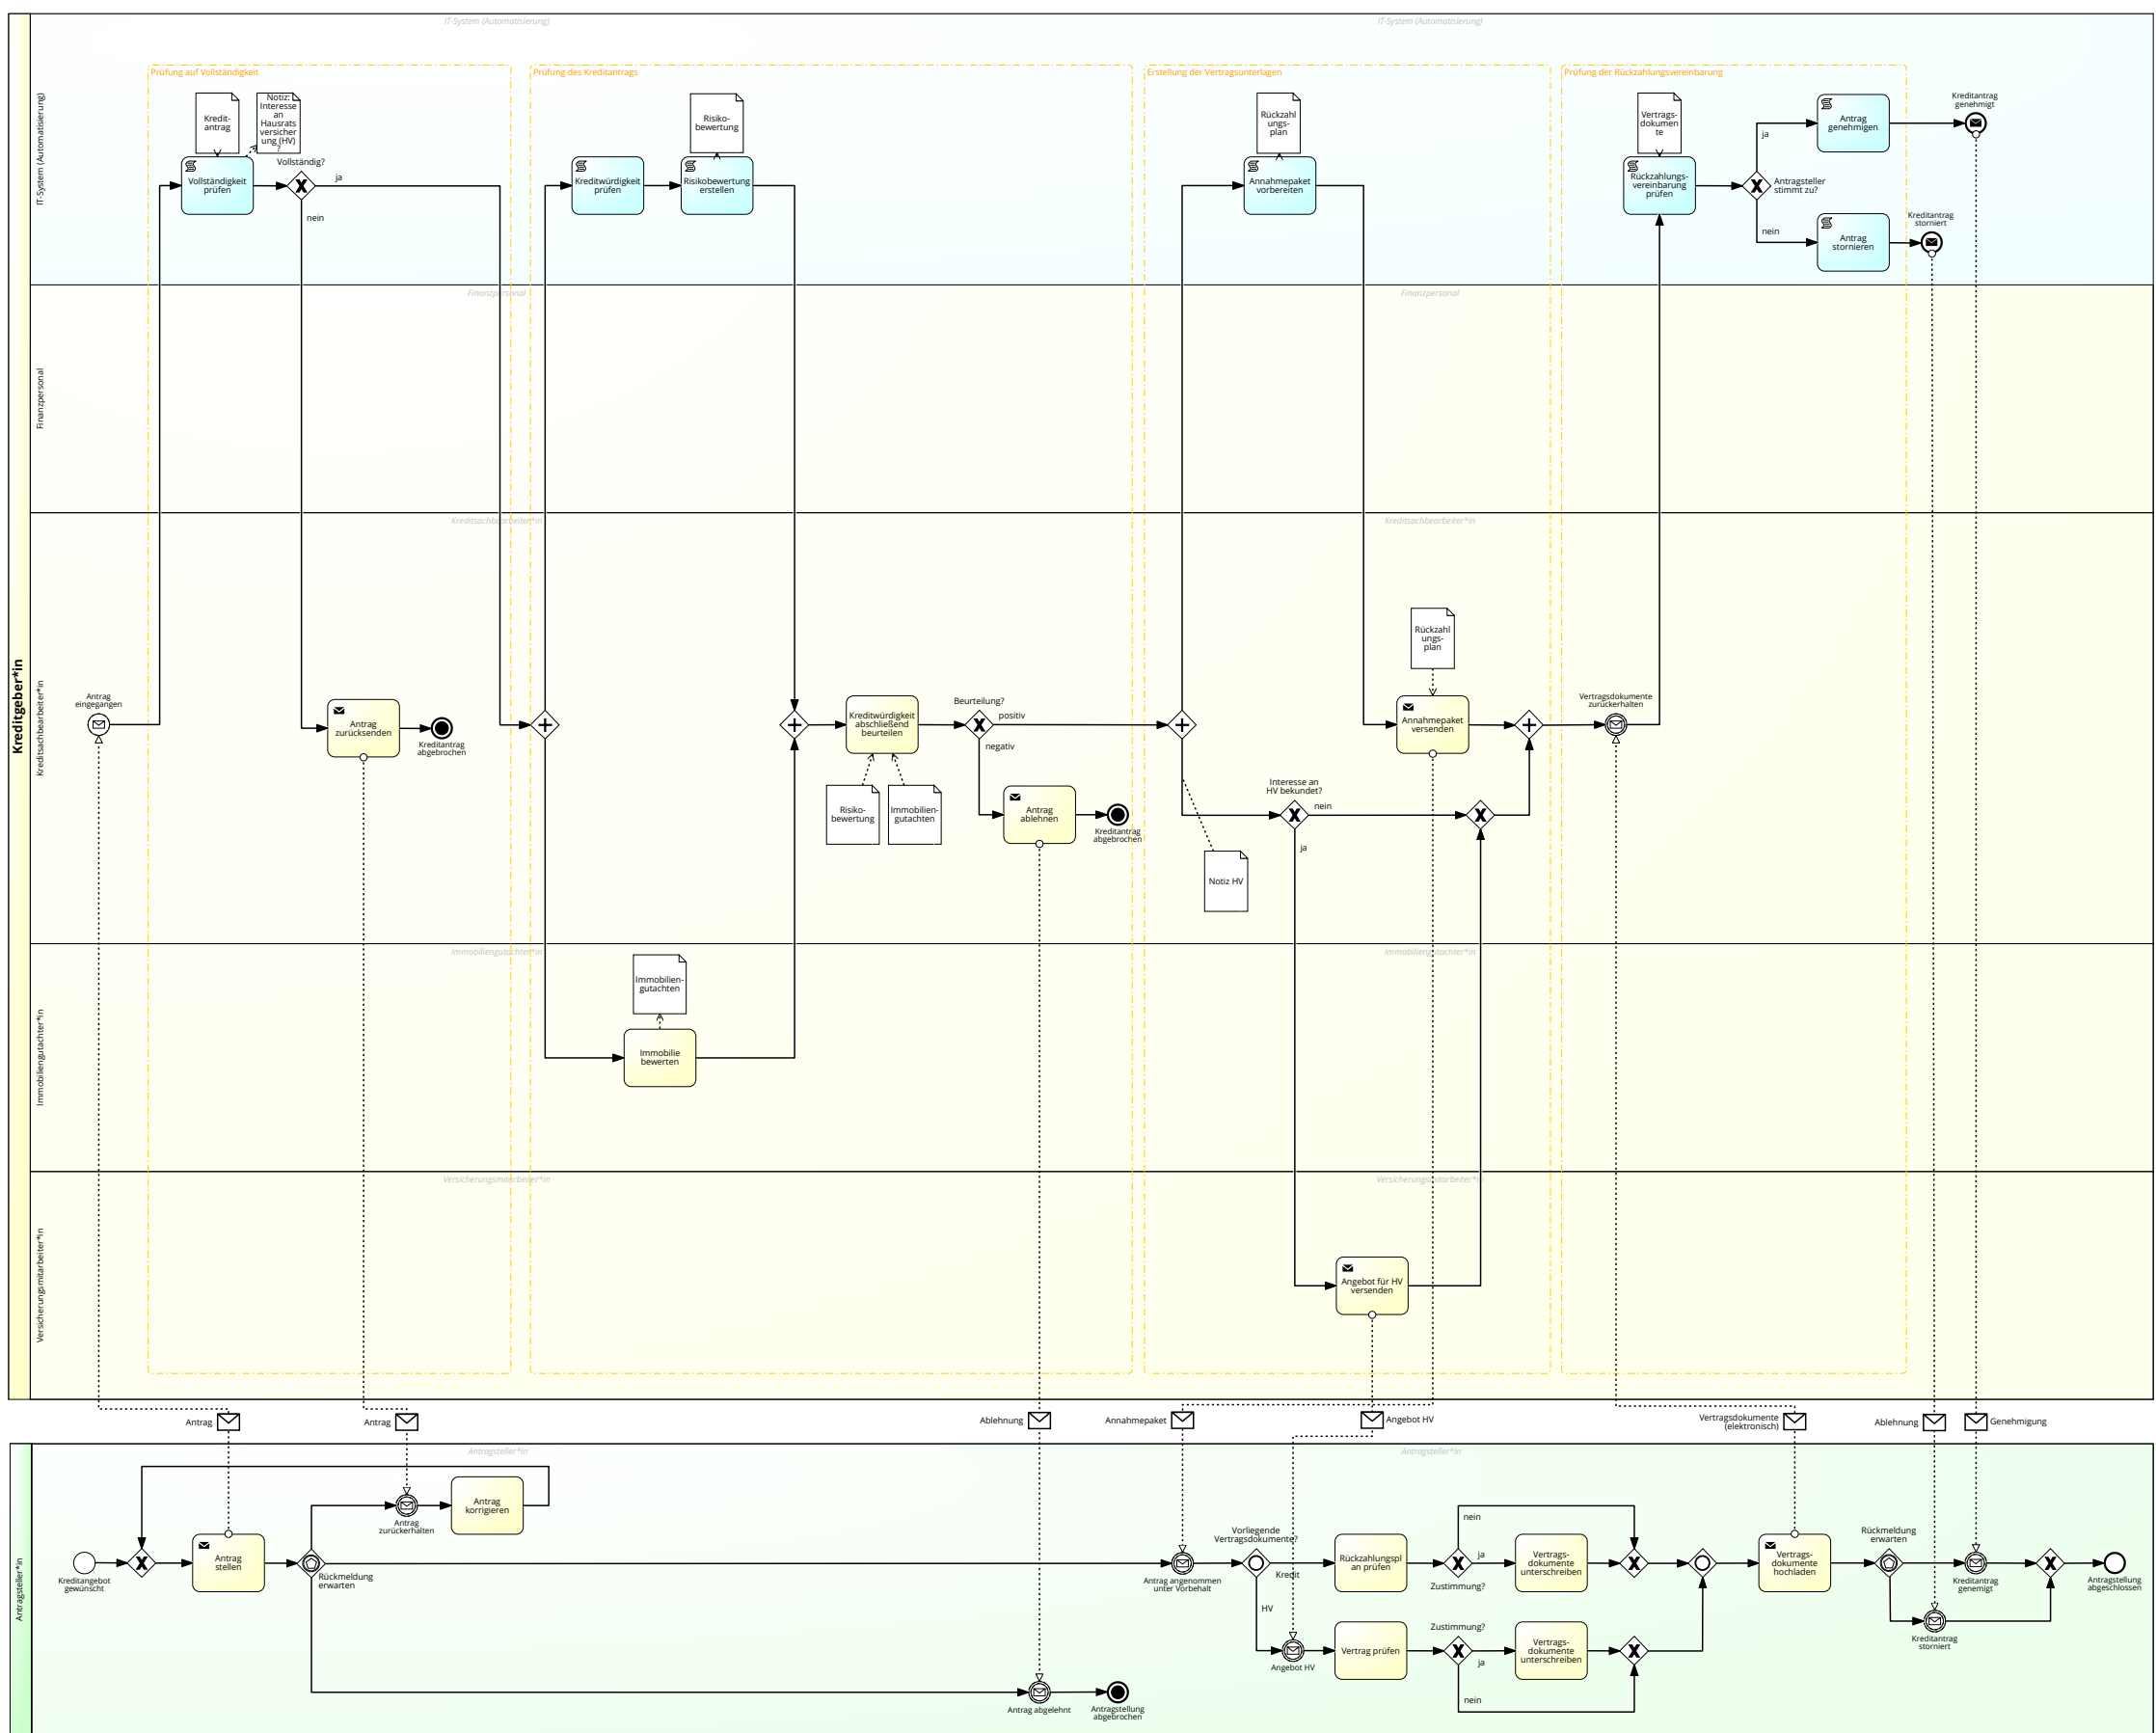 IT-System (Automatisierung)
IT-System (Automatisierung)
Kreditgeber*in
IT-System (Automatisierung)
Prüfung auf Vollständigkeit
Kredit-
antrag
Notiz:
Interesse
an
Hausrats
versicher
ung (HV)
?
Vollständigkeit
prüfen
Vollständig?
ja
nein
Prüfung des Kreditantrags
Risiko-
bewertung
Kreditwürdigkeit
prüfen
Risikobewertung
erstellen
Erstellung der Vertragsunterlagen
Rückzahl
ungs-
plan
Annahmepaket
vorbereiten
Prüfung der Rückzahlungsvereinbarung
Vertrags-
dokumen
te
Rückzahlungs-
vereinbarung
prüfen
Antragsteller
stimmt zu?
ja
nein
Antrag
genehmigen
Kreditantrag
genehmigt
Antrag
stornieren
Kreditantrag
storniert
Finanzpersonal
Finanzpersonal
Finanzpersonal
Kreditsachbearbeiter*in
Kreditsachbearbeiter*in
Kreditsachbearbeiter*in
Antrag
eingegangen
Antrag
zurücksenden
Kreditantrag
abgebrochen
Kreditwürdigkeit
abschließend
beurteilen
Risiko-
bewertung
Immobilien-
gutachten
Beurteilung?
positiv
negativ
Antrag
ablehnen
Kreditantrag
abgebrochen
Notiz HV
Interesse an
HV bekundet?
nein
ja
Rückzahl
ungs-
plan
Annahmepaket
versenden
Vertragsdokumente
zurückerhalten
Immobiliengutachter*in
Immobiliengutachter*in
Immobiliengutachter*in
Immobilien-
gutachten
Immobilie
bewerten
Versicherungsmitarbeiter*in
Versicherungsmitarbeiter*in
Versicherungsmitarbeiter*in
Angebot für HV
versenden
Antrag
Antrag
Ablehnung
Annahmepaket
Angebot HV
Vertragsdokumente
(elektronisch)
Ablehnung
Genehmigung
Antragsteller*in
Antragsteller*in
Antragsteller*in
Kreditangebot
gewünscht
Antrag
stellen
Rückmeldung
erwarten
Antrag
zurückerhalten
Antrag
korrigieren
Antrag abgelehnt
Antragstellung
abgebrochen
Antrag angenommen
unter Vorbehalt
Vorliegende
Vertragsdokumente?
Kredit
HV
Angebot HV
Rückzahlungspl
an prüfen
nein
ja
Zustimmung?
Vertrags-
dokumente
unterschreiben
Vertrag prüfen
Zustimmung?
ja
nein
Vertrags-
dokumente
unterschreiben
Vertrags-
dokumente
hochladen
Rückmeldung
erwarten
Kreditantrag
genemigt
Kreditantrag
storniert
Antragstellung
abgeschlossen